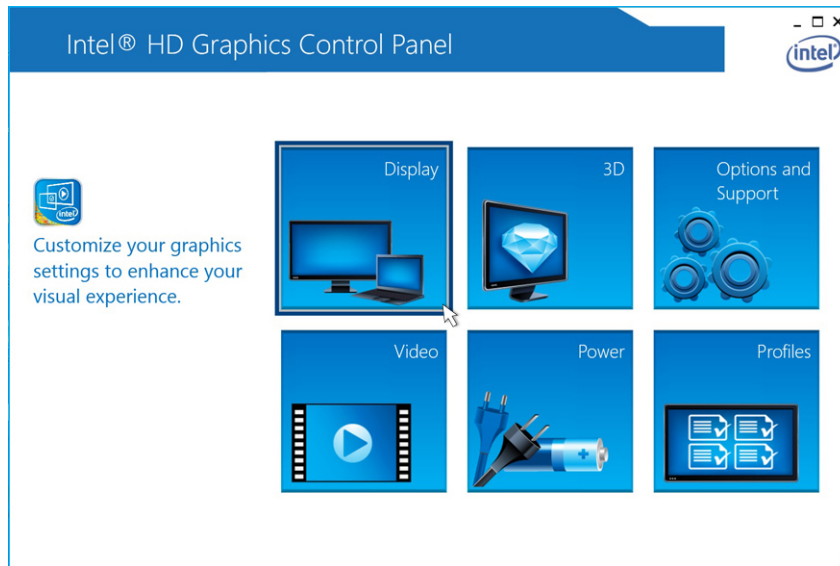 Intel® HD Graphics Control Panel
intel
Display
3D
Options and
Support
intel
Customize your graphics
settings to enhance your
visual experience.
Video
Power
Profiles